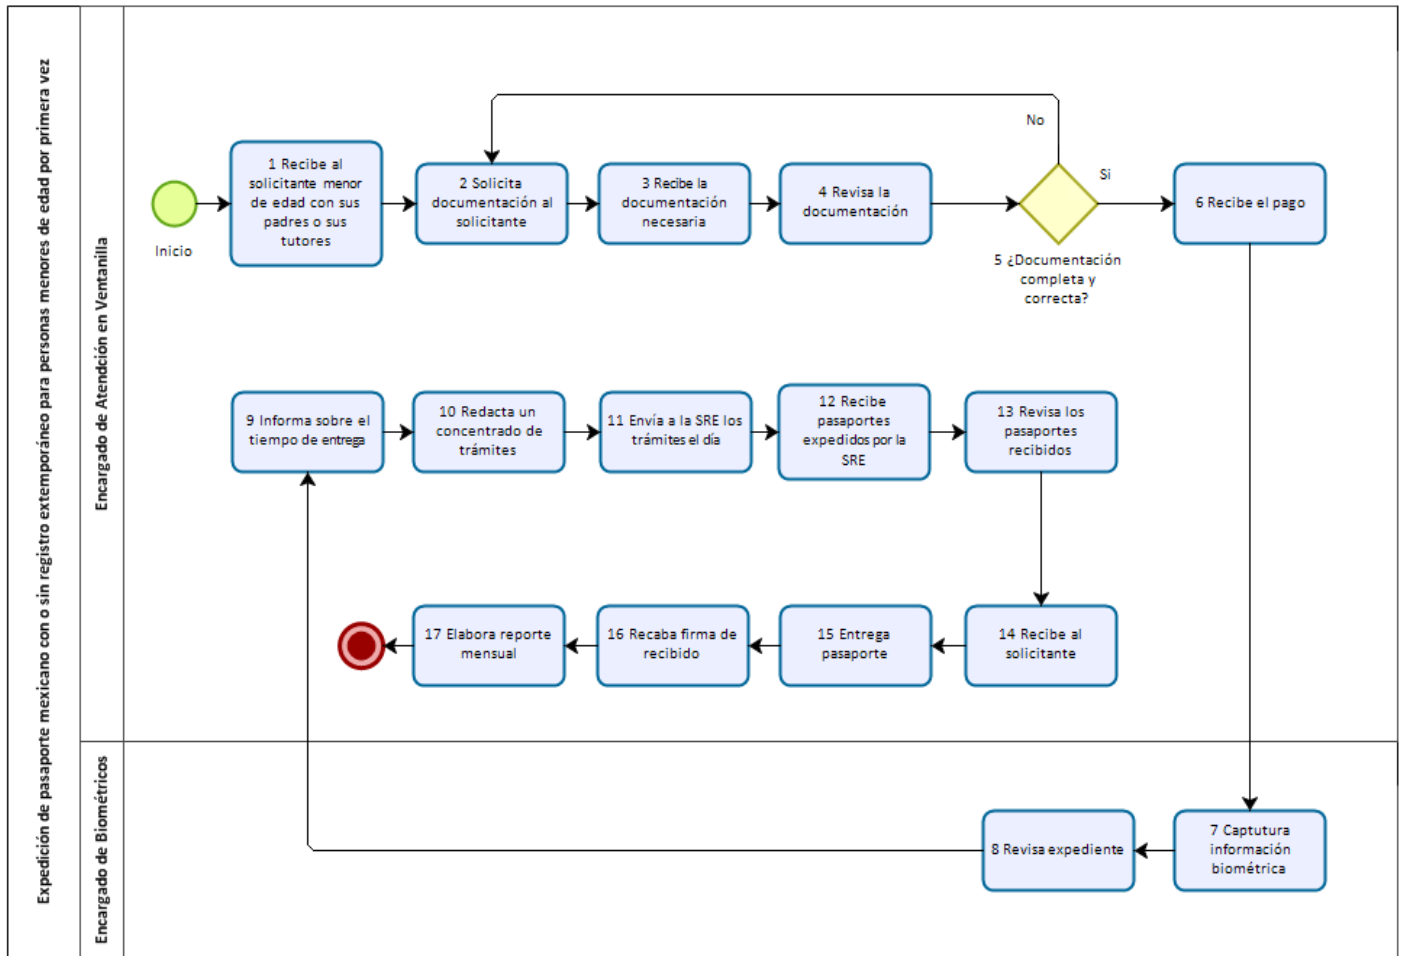 Expedición de pasaporte mexicano con o sin registro extemporáneo para personas menores de edad por primera vez
Encargado de Atendción en Ventanilla
Inicio
1 Recibe al
solicitante menor
de edad con sus
padres o sus
tutores
2 Solicita
documentación al
solicitante
3 Recibe la
documentación
necesaria
4 Revisa la
documentación
No
Si
5 ¿Documentación
completa y
correcta?
6 Recibe el pago
9 Informa sobre el
tiempo de entrega
10 Redacta un
concentrado de
trámites
11 Envía a la SRE los
trámites el día
12 Recibe
pasaportes
expedidos por la
SRE
13 Revisa los
pasaportes
recibidos
17 Elabora reporte
mensual
16 Recaba firma de
recibido
15 Entrega
pasaporte
14 Recibe al
solicitante
Encargado de Biométricos
8 Revisa expediente
7 Captutura
información
biométrica